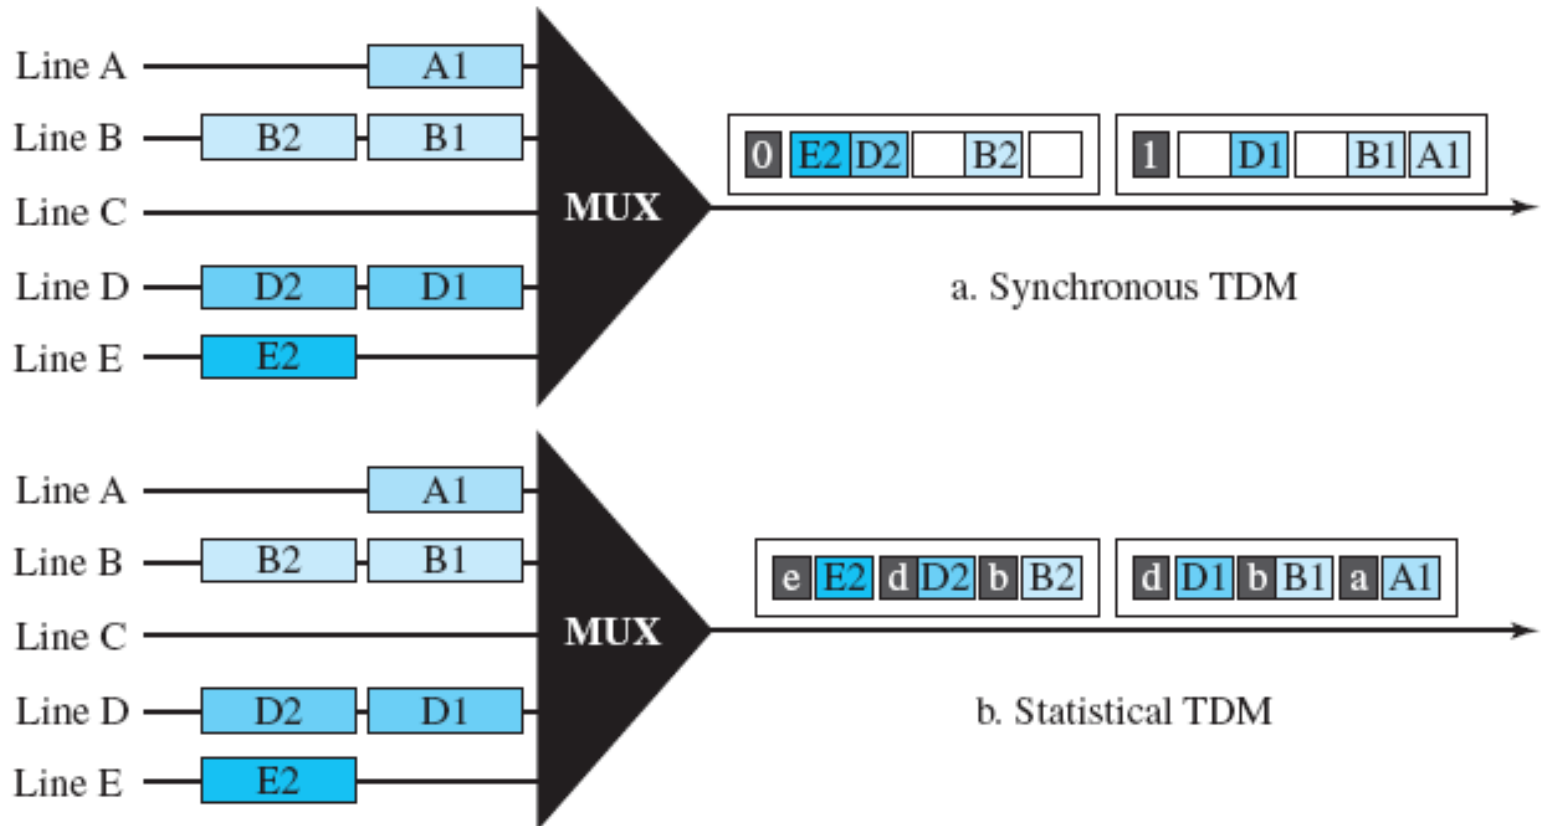 Line A A1
Line B B2 B1
Line C
Line D D2 D1
Line E E2
MUX
0 E2 D2 B2 1 D1 B1 A1
a. Synchronous TDM
Line A A1
Line B B2 B1
Line C
Line D D2 D1
Line E E2
MUX
e E2 d D2 b B2 d D1 b B1 a A1
b. Statistical TDM